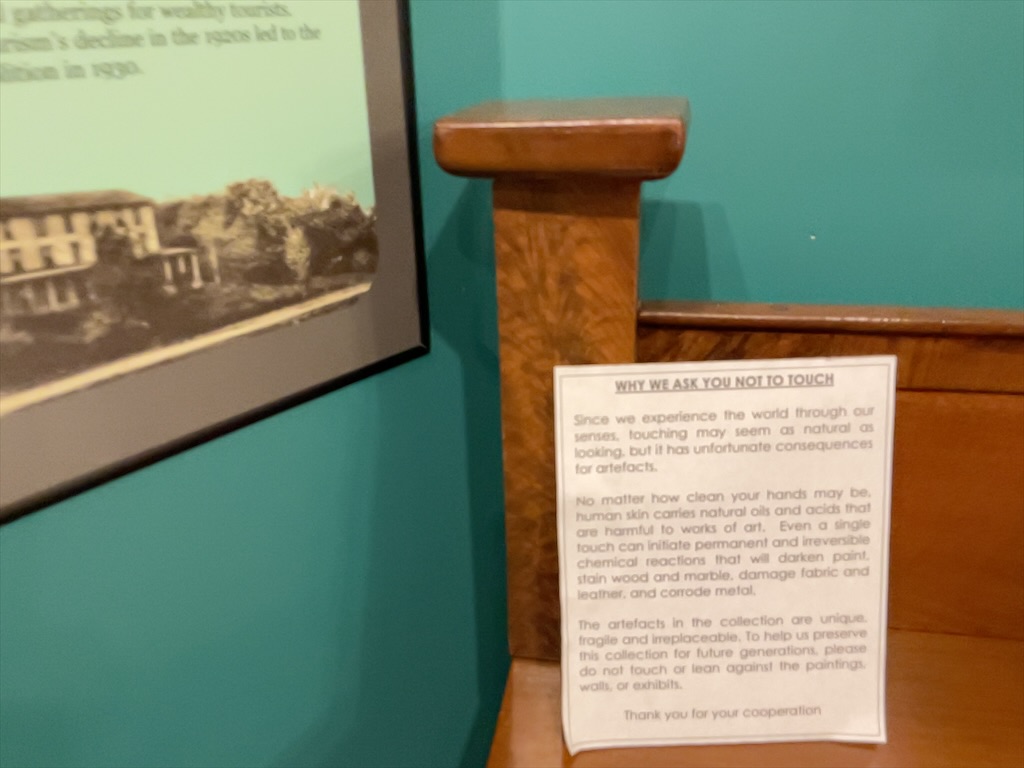 gatherings for wealthy tourists.
decline in the 1920s led to the
in 1930.
WHY WE ASK YOU NOT TO TOUCH
Since we experience the world through our
senses, touching may seem as natural as
looking, but it has unfortunate consequences
for artefacts.
No matter how clean your hands may be,
human skin carries natural oils and acids that
are harmful to works of art. Even a single
touch can initiate permanent and irreversible
chemical reactions that will darken paint,
stain wood and marble, damage fabric and
leather, and corrode metal.
The artefacts in the collection are unique,
fragile and irreplaceable. To help us preserve
this collection for future generations, please
do not touch or lean against the paintings,
walls, or exhibits.
Thank you for your cooperation